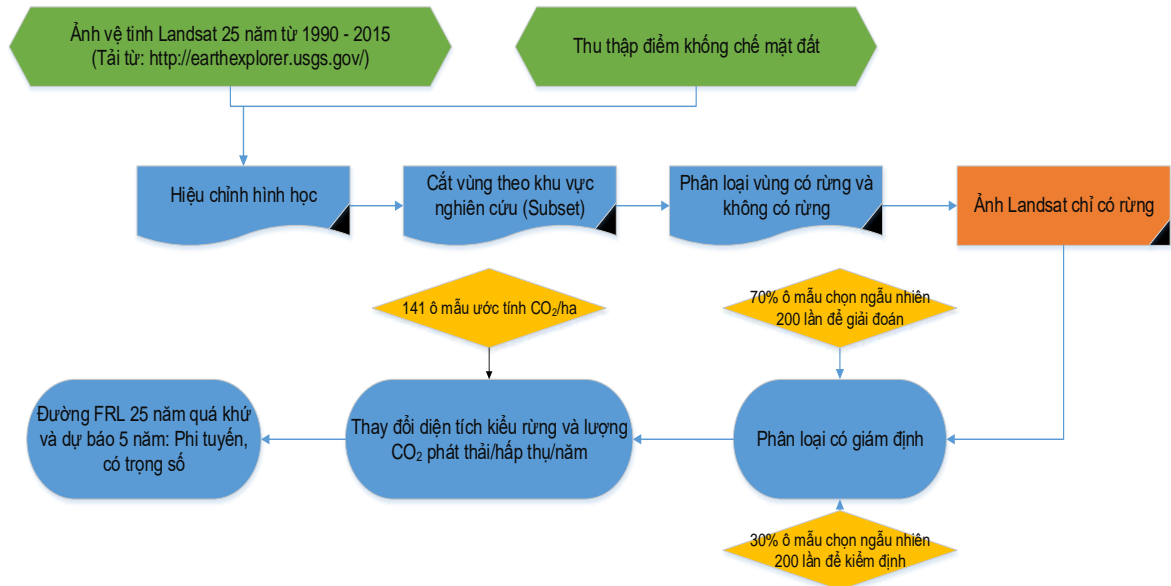 Ảnh vệ tinh Landsat 25 năm từ 1990 - 2015
(Tải từ: http://earthexplorer.usgs.gov/)
Thu thập điểm khống chế mặt đất
Hiệu chỉnh hình học
Cắt vùng theo khu vực
nghiên cứu (Subset)
Phân loại vùng có rừng và
không có rừng
Ảnh Landsat chỉ có rừng
141 ô mẫu ước tính CO₂/ha
70% ô mẫu chọn ngẫu nhiên
200 lần để giải đoán
Đường FRL 25 năm quá khứ
và dự báo 5 năm: Phi tuyến,
có trọng số
Thay đổi diện tích kiểu rừng và lượng
CO₂ phát thải/hấp thụ/năm
Phân loại có giám định
30% ô mẫu chọn ngẫu nhiên
200 lần để kiểm định